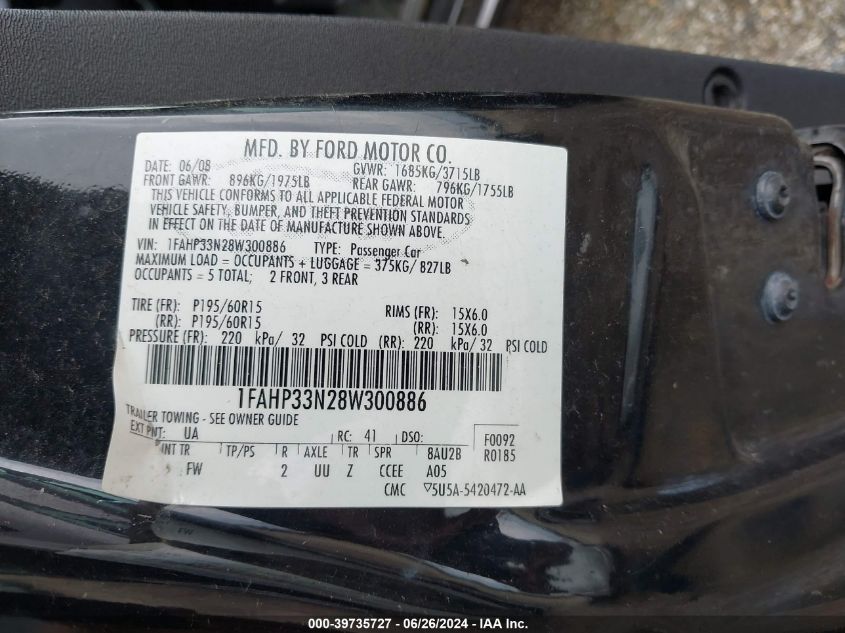 MFD. BY FORD MOTOR CO.
DATE: 06/08 GVWR: 1685KG/3715LB
FRONT GAWR: 896KG/1975LB REAR GAWR: 796KG/1755LB
THIS VEHICLE CONFORMS TO ALL APPLICABLE FEDERAL MOTOR
VEHICLE SAFETY, BUMPER, AND THEFT PREVENTION STANDARDS
IN EFFECT ON THE DATE OF MANUFACTURE SHOWN ABOVE.
VIN: 1FAHP33N28W300886 TYPE: Passenger Car
MAXIMUM LOAD = OCCUPANTS + LUGGAGE = 375KG/ 827LB
OCCUPANTS = 5 TOTAL; 2 FRONT, 3 REAR
TIRE (FR): P195/60R15 RIMS (FR): 15X6.0
(RR): P195/60R15 (RR): 15X6.0
PRESSURE (FR): 220 kPa/ 32 PSI COLD (RR): 220 kPa/ 32 PSI COLD
1FAHP33N28W300886
TRAILER TOWING - SEE OWNER GUIDE
EXT PNT: UA RC: 41 DSO: F0092
INT TR TP/PS R AXLE TR SPR 8AU2B R0185
FW 2 UU Z CCEE A05
CMC ▽5U5A-5420472-AA
000-39735727 - 06/26/2024 - IAA Inc.